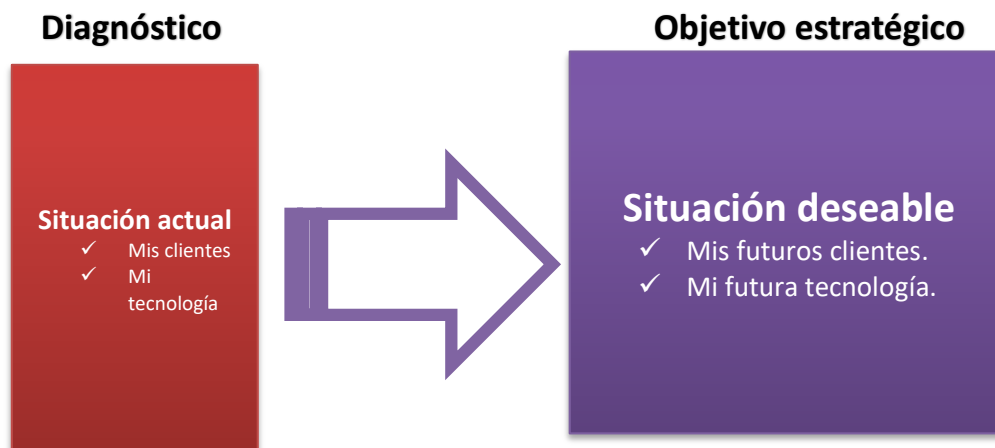 Diagnóstico
Objetivo estratégico
Situación actual
✓ Mis clientes
✓ Mi
tecnología
Situación deseable
✓ Mis futuros clientes.
✓ Mi futura tecnología.